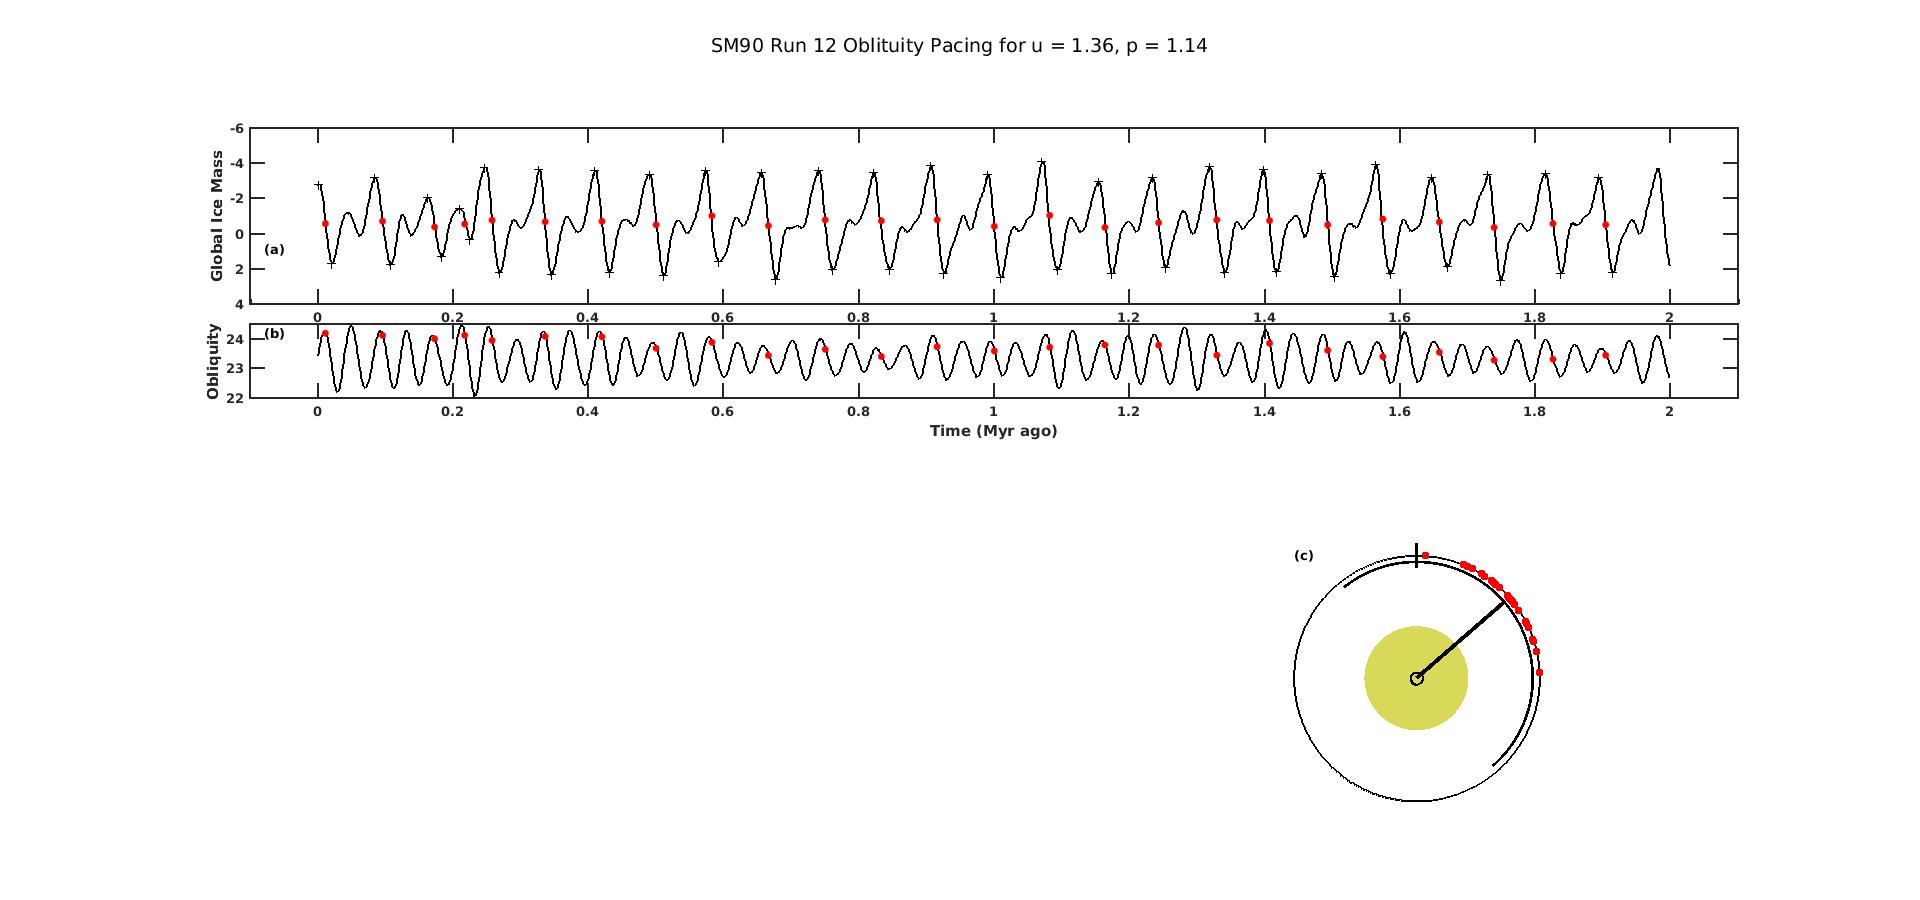 SM90 Run 12 Oblituity Pacing for u = 1.36, p = 1.14
Global Ice Mass
-6
-4
-2
0
2
4
(a)
0 0.2 0.4 0.6 0.8 1 1.2 1.4 1.6 1.8 2
Obliquity
24
23
22
(b)
0 0.2 0.4 0.6 0.8 1 1.2 1.4 1.6 1.8 2
Time (Myr ago)
(c)